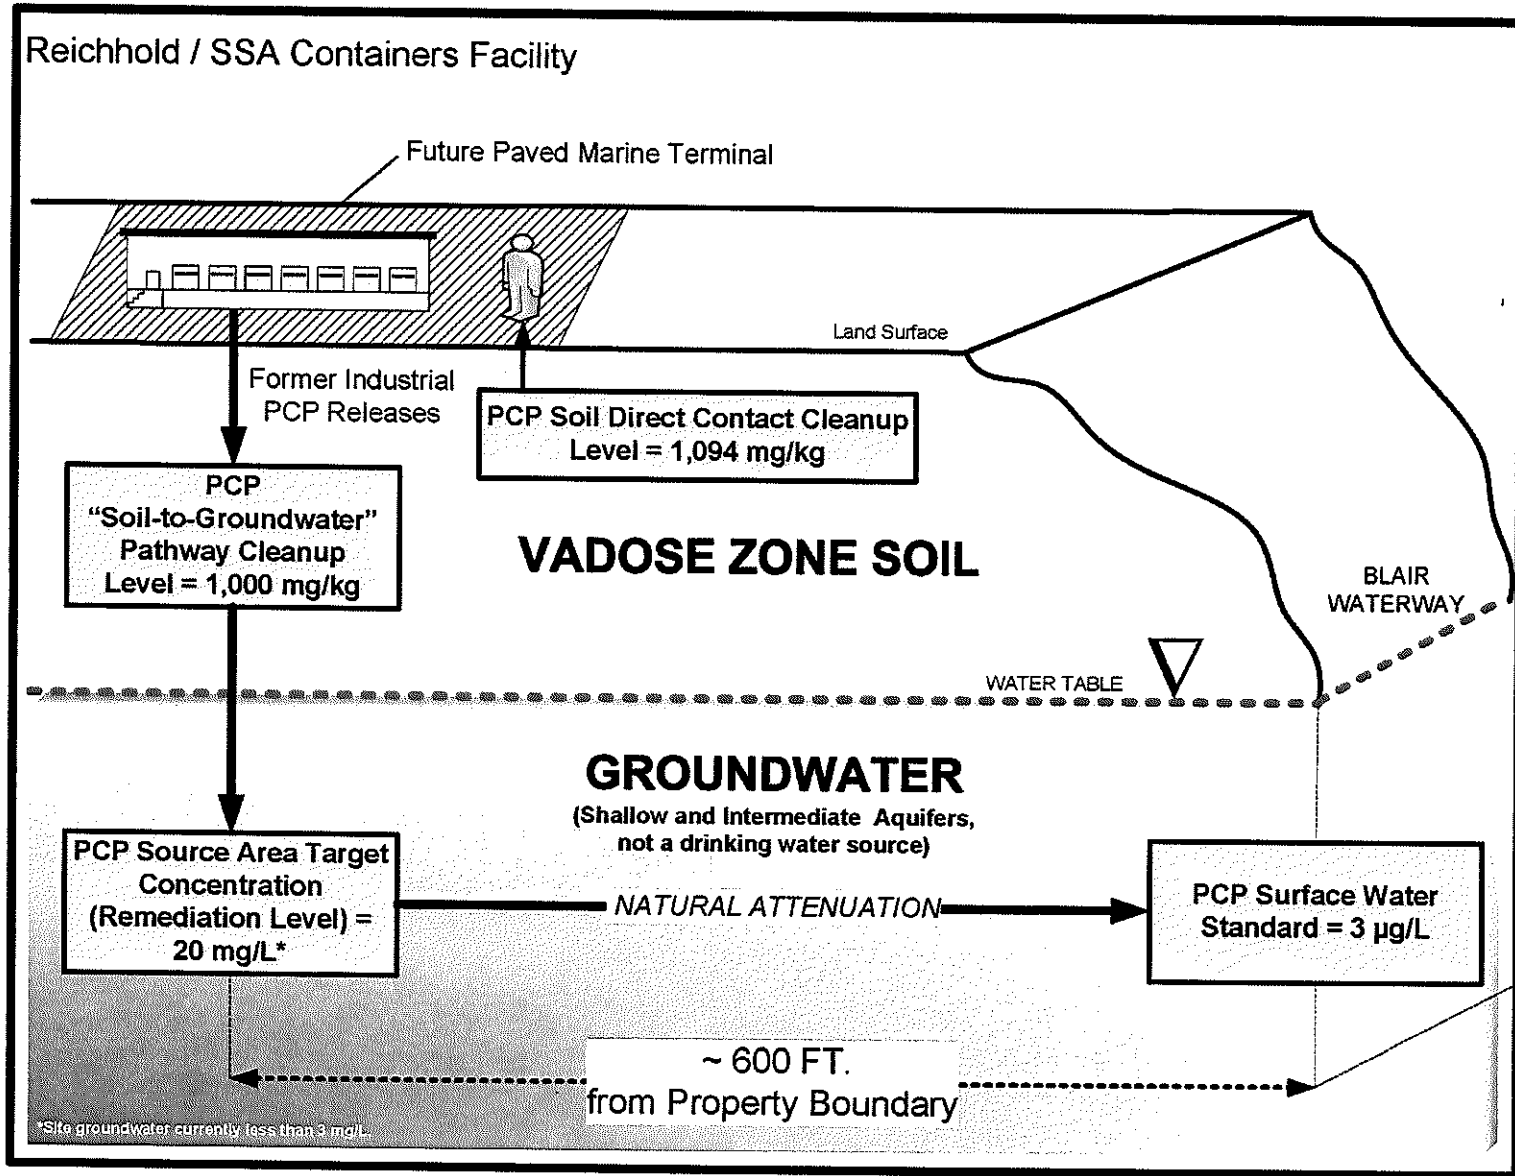 Reichhold / SSA Containers Facility
Future Paved Marine Terminal
Land Surface
Former Industrial
PCP Releases
PCP Soil Direct Contact Cleanup
Level = 1,094 mg/kg
PCP
“Soil-to-Groundwater”
Pathway Cleanup
Level = 1,000 mg/kg
VADOSE ZONE SOIL
BLAIR
WATERWAY
WATER TABLE
GROUNDWATER
(Shallow and Intermediate Aquifers,
not a drinking water source)
PCP Source Area Target
Concentration
(Remediation Level) =
20 mg/L*
NATURAL ATTENUATION
PCP Surface Water
Standard = 3 µg/L
~ 600 FT.
from Property Boundary
*Site groundwater currently less than 3 mg/L.